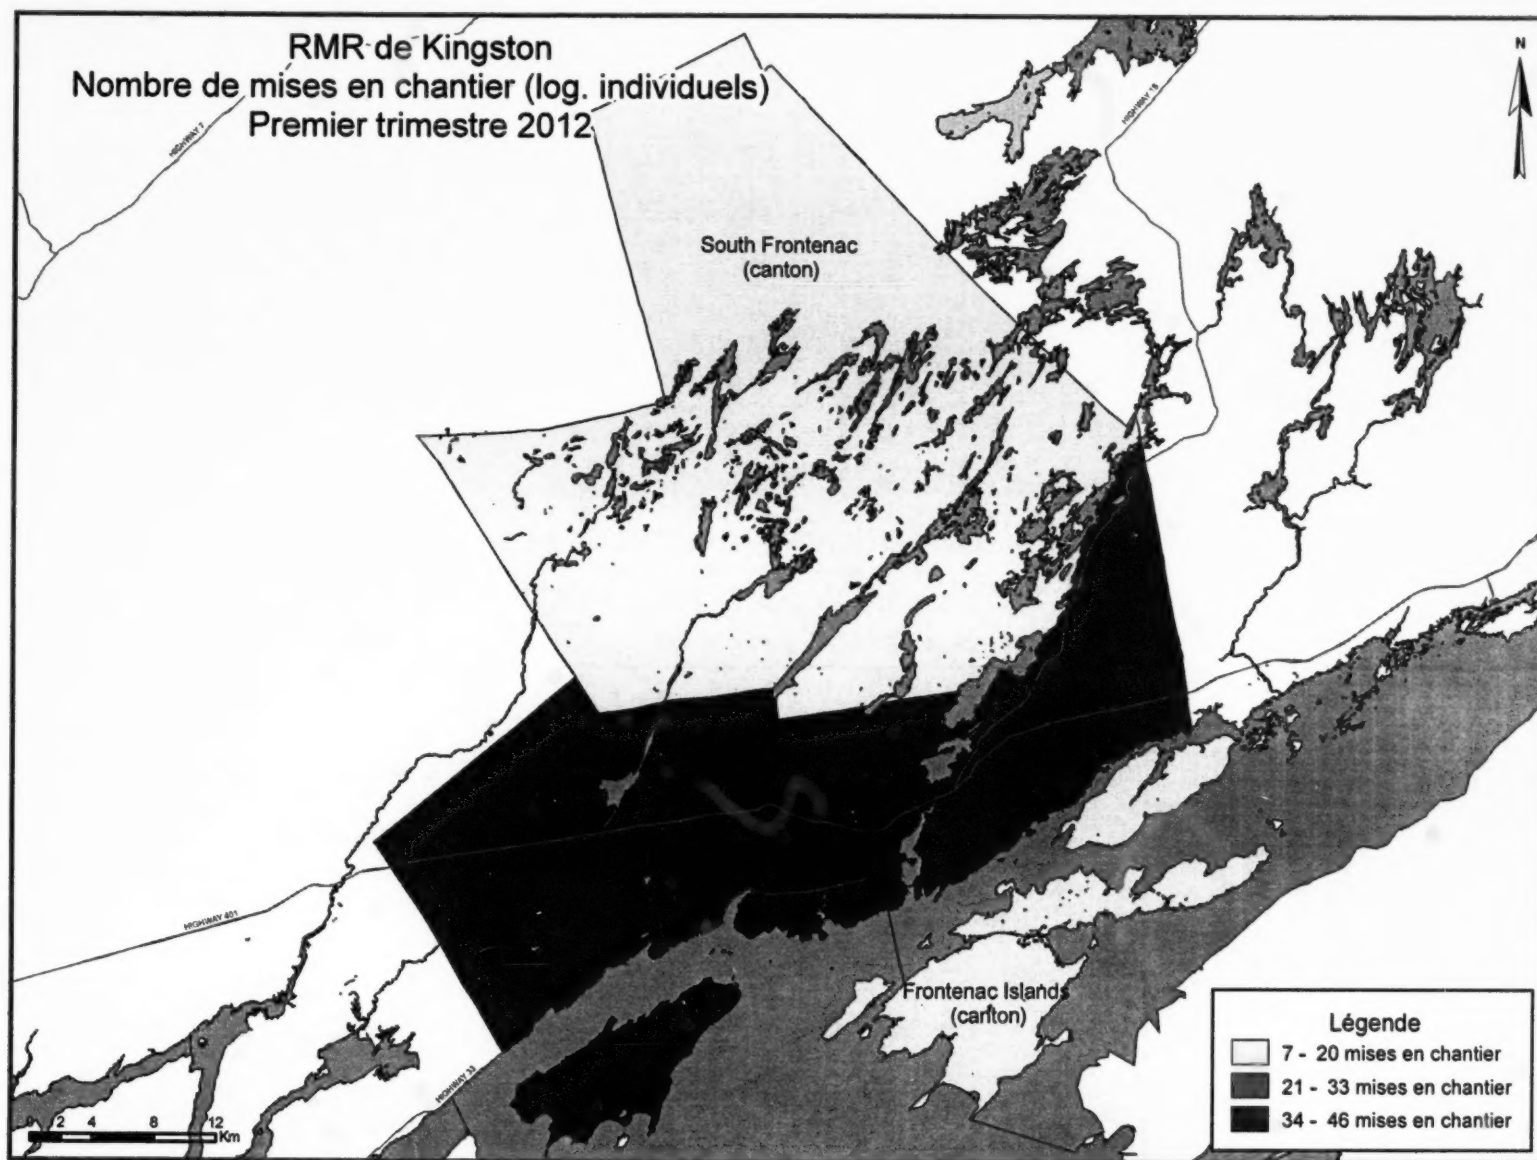 RMR de Kingston
Nombre de mises en chantier (log. individuels)
Premier trimestre 2012
N
HIGHWAY 7
HIGHWAY 15
South Frontenac
(canton)
HIGHWAY 401
Frontenac Islands
(canton)
HIGHWAY 33
Légende
7 - 20 mises en chantier
21 - 33 mises en chantier
34 - 46 mises en chantier
0 2 4 8 12
Km